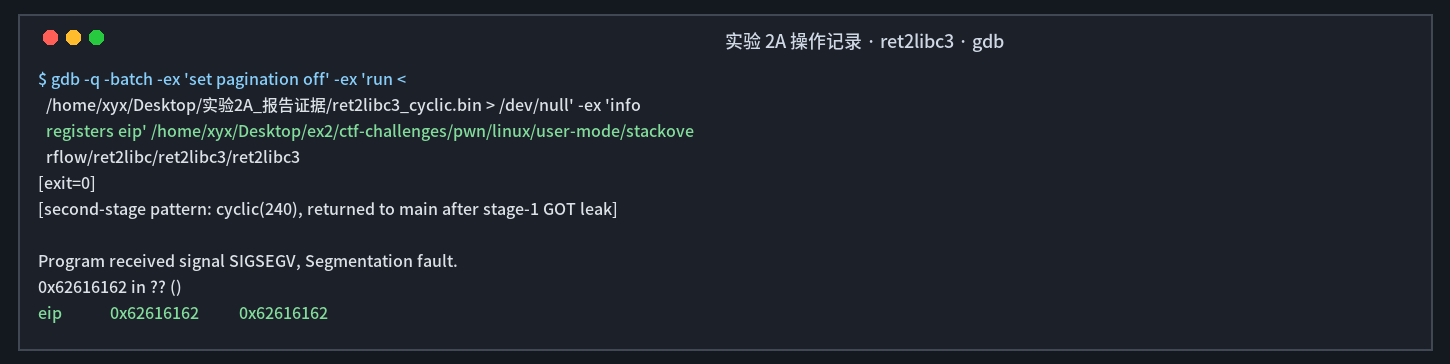 实验 2A 操作记录 · ret2libc3 · gdb
$ gdb -q -batch -ex 'set pagination off' -ex 'run <
/home/xyx/Desktop/实验2A_报告证据/ret2libc3_cyclic.bin > /dev/null' -ex 'info
registers eip' /home/xyx/Desktop/ex2/ctf-challenges/pwn/linux/user-mode/stackove
rflow/ret2libc/ret2libc3/ret2libc3
[exit=0]
[second-stage pattern: cyclic(240), returned to main after stage-1 GOT leak]
Program received signal SIGSEGV, Segmentation fault.
0x62616162 in ?? ()
eip 0x62616162 0x62616162